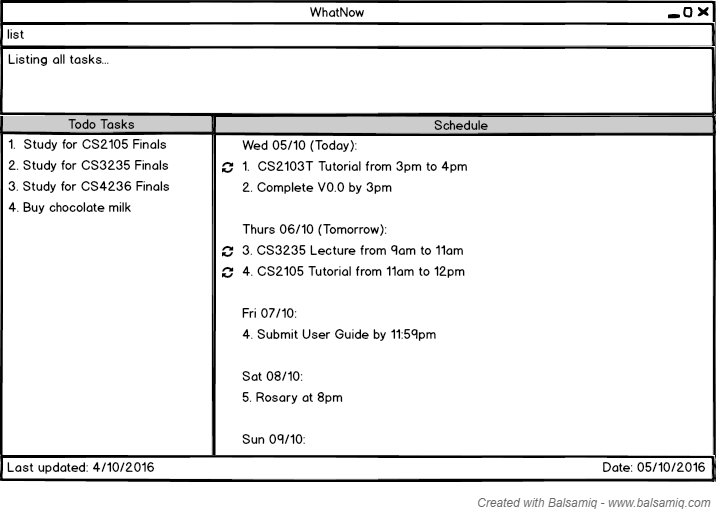 WhatNow
list
Listing all tasks...
Todo Tasks
1. Study for CS2105 Finals
2. Study for CS3235 Finals
3. Study for CS4236 Finals
4. Buy chocolate milk
Schedule
Wed 05/10 (Today):
1. CS2103T Tutorial from 3pm to 4pm
2. Complete V0.0 by 3pm
Thurs 06/10 (Tomorrow):
3. CS3235 Lecture from 9am to 11am
4. CS2105 Tutorial from 11am to 12pm
Fri 07/10:
4. Submit User Guide by 11:59pm
Sat 08/10:
5. Rosary at 8pm
Sun 09/10:
Last updated: 4/10/2016
Date: 05/10/2016
Created with Balsamiq - www.balsamiq.com